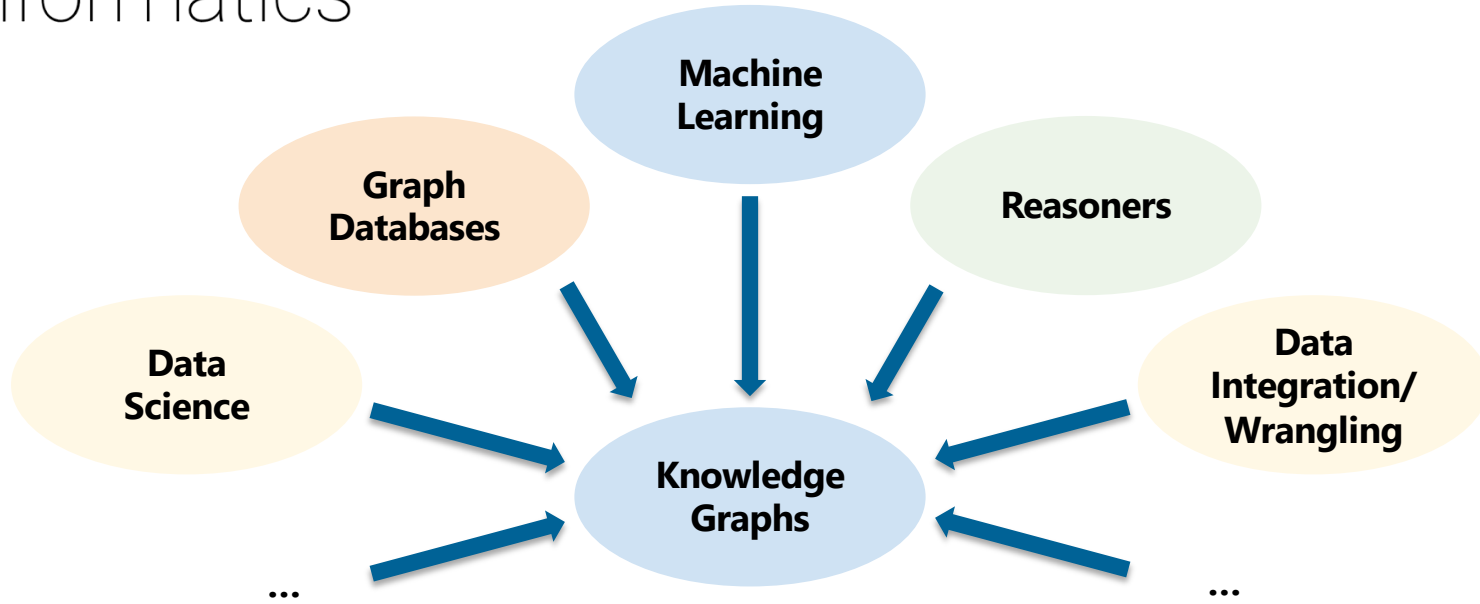 Machine
Learning
Graph
Databases
Reasoners
Data
Science
Data
Integration/
Wrangling
Knowledge
Graphs
...
...